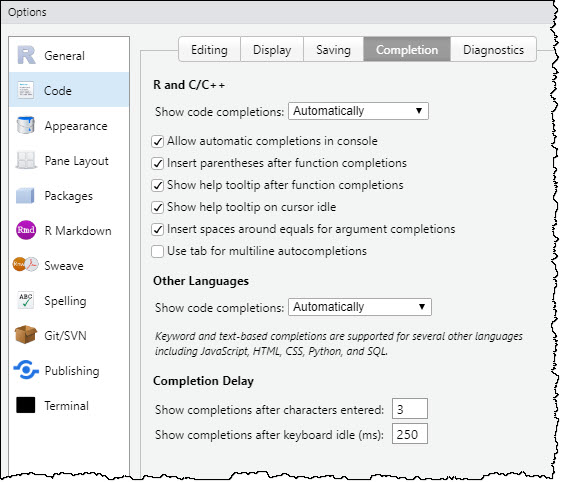 Options
General
Code
Appearance
Pane Layout
Packages
Rmd R Markdown
Rmd Sweave
ABC Spelling
Git/SVN
Publishing
Terminal
Editing Display Saving Completion Diagnostics
R and C/C++
Show code completions: Automatically
Allow automatic completions in console
Insert parentheses after function completions
Show help tooltip after function completions
Show help tooltip on cursor idle
Insert spaces around equals for argument completions
Use tab for multiline autocompletions
Other Languages
Show code completions: Automatically
Keyword and text-based completions are supported for several other languages
including JavaScript, HTML, CSS, Python, and SQL.
Completion Delay
Show completions after characters entered: 3
Show completions after keyboard idle (ms): 250